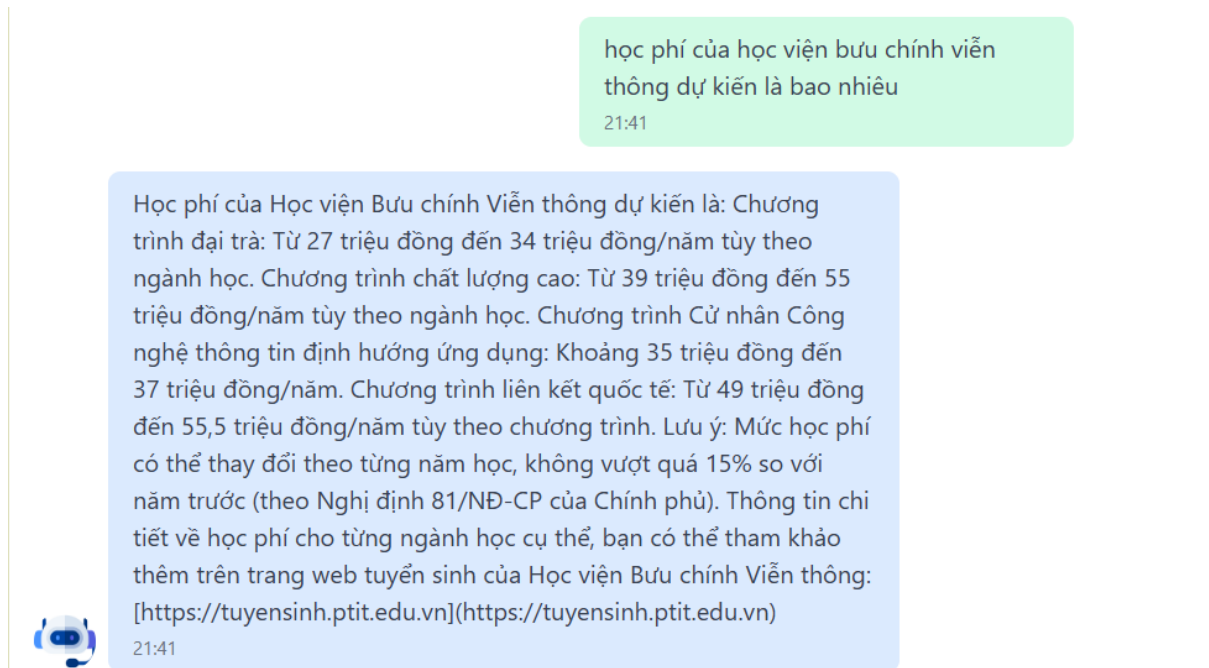 học phí của học viện bưu chính viễn
thông dự kiến là bao nhiêu
21:41
Học phí của Học viện Bưu chính Viễn thông dự kiến là: Chương
trình đại trà: Từ 27 triệu đồng đến 34 triệu đồng/năm tùy theo
ngành học. Chương trình chất lượng cao: Từ 39 triệu đồng đến 55
triệu đồng/năm tùy theo ngành học. Chương trình Cử nhân Công
nghệ thông tin định hướng ứng dụng: Khoảng 35 triệu đồng đến
37 triệu đồng/năm. Chương trình liên kết quốc tế: Từ 49 triệu đồng
đến 55,5 triệu đồng/năm tùy theo chương trình. Lưu ý: Mức học phí
có thể thay đổi theo từng năm học, không vượt quá 15% so với
năm trước (theo Nghị định 81/NĐ-CP của Chính phủ). Thông tin chi
tiết về học phí cho từng ngành học cụ thể, bạn có thể tham khảo
thêm trên trang web tuyển sinh của Học viện Bưu chính Viễn thông:
[https://tuyensinh.ptit.edu.vn](https://tuyensinh.ptit.edu.vn)
21:41